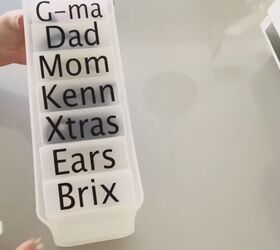 G-ma
Dad
Mom
Kenn
Xtras
Ears
Brix